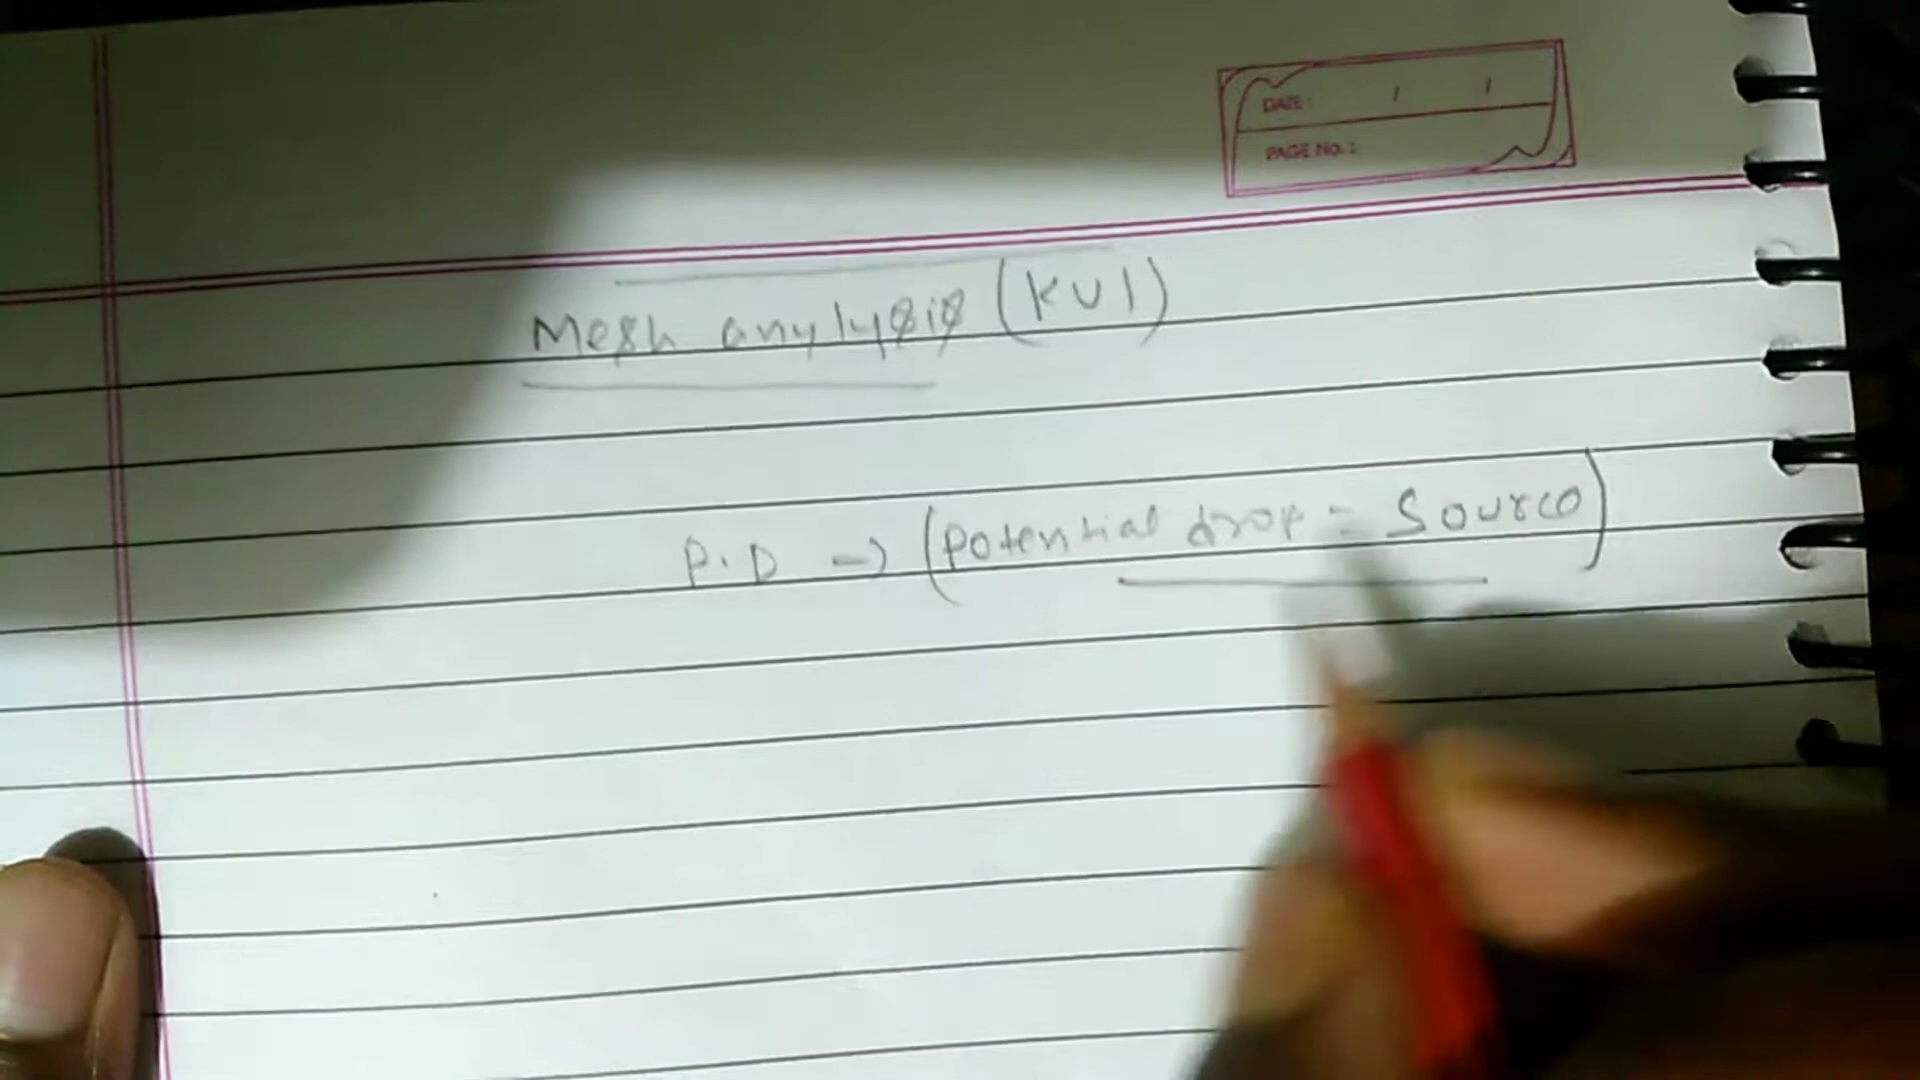 DATE: / /
PAGE No.:
Mesh anylysis (KVl)
P.D → (Potential drop = Source)